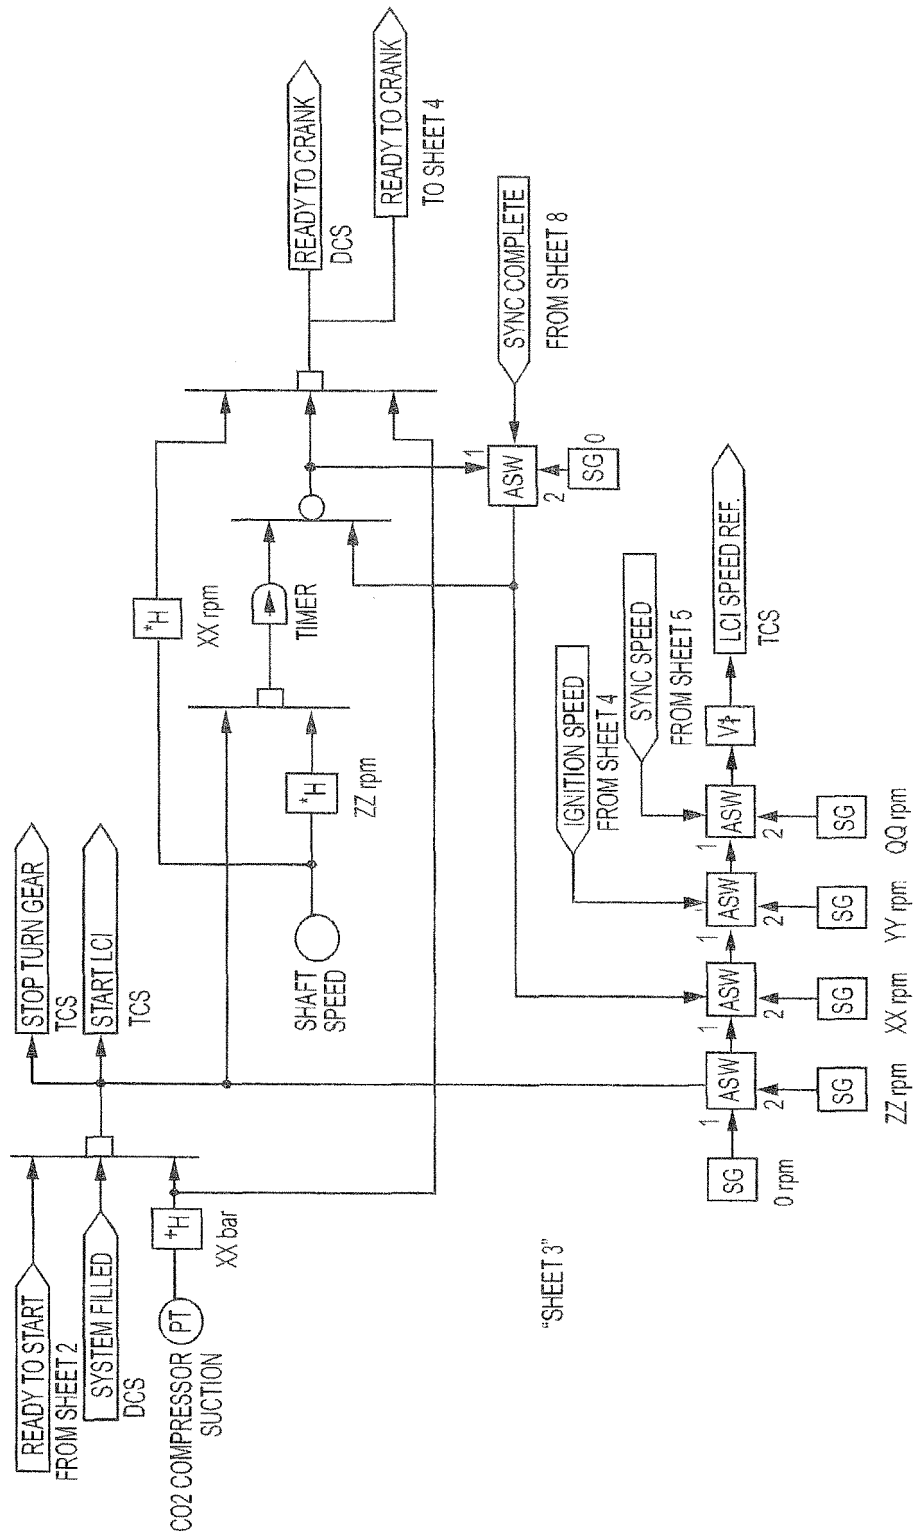 READY TO START
FROM SHEET 2
SYSTEM FILLED
DCS
CO2 COMPRESSOR
SUCTION
PT
H
XX bar
STOP TURN GEAR
TCS
START LCI
TCS
SHAFT
SPEED
*H
ZZ rpm
*H
XX rpm
TIMER
READY TO CRANK
DCS
READY TO CRANK
TO SHEET 4
SYNC COMPLETE
FROM SHEET 8
1
ASW
2
SG
0
IGNITION SPEED
FROM SHEET 4
SYNC SPEED
FROM SHEET 5
SG
0 rpm
1
ASW
2
SG
ZZ rpm
1
ASW
2
SG
XX rpm
1
ASW
2
SG
YY rpm
1
ASW
2
SG
QQ rpm
LCI SPEED REF.
TCS
"SHEET 3"